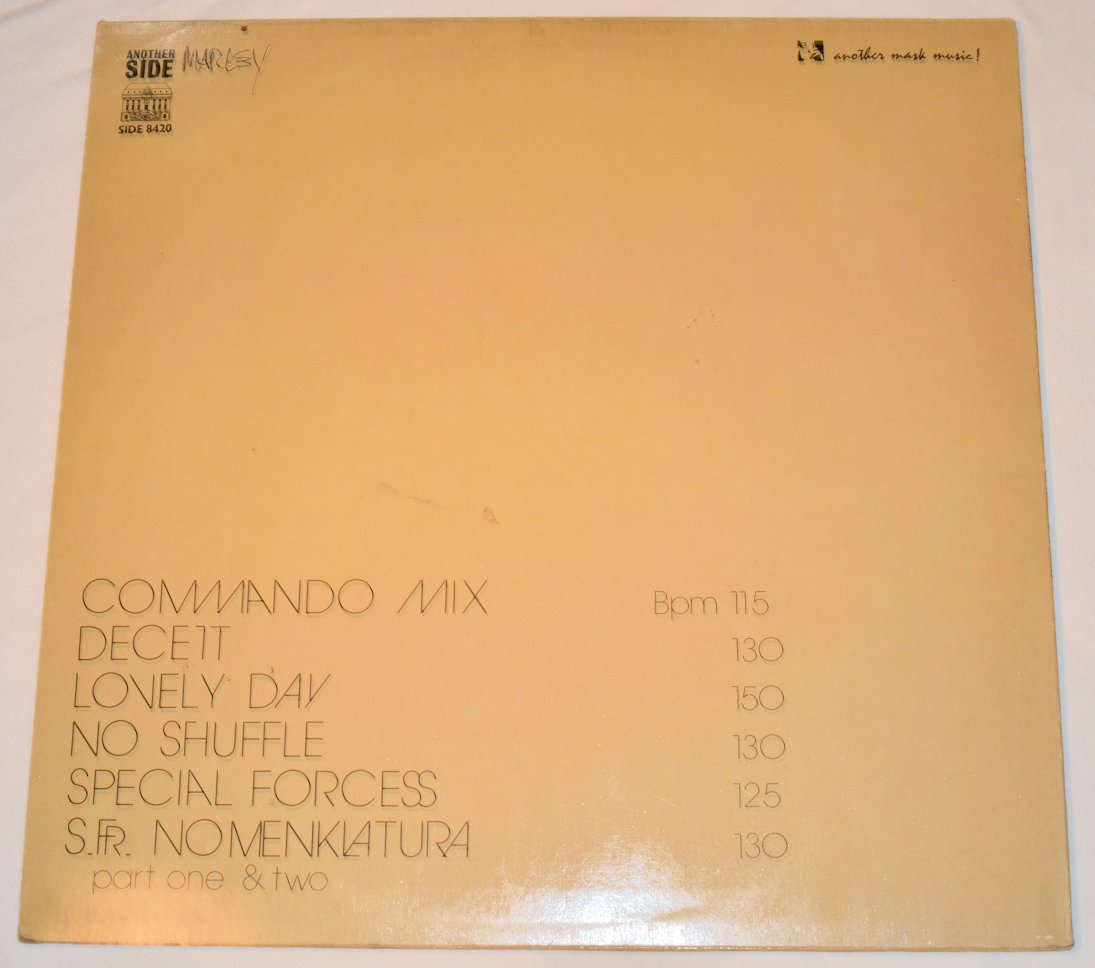 ANOTHER
SIDE
MARLEY
SIDE 8420
another mask music!
COMMANDO MIX Bpm 115
DECEIT 130
LOVELY DAY 150
NO SHUFFLE 130
SPECIAL FORCESS 125
S.FR. NOMENKLATURA 130
part one & two